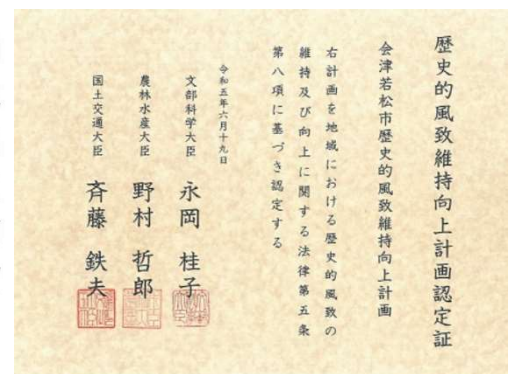 歴史的風致維持向上計画認定証
会津若松市歴史的風致維持向上計画
右計画を地域における歴史的風致の
維持及び向上に関する法律第五条
第八項に基づき認定する
令和五年六月十九日
文部科学大臣 永岡 桂子
農林水産大臣 野村 哲郎
国土交通大臣 斉藤 鉄夫